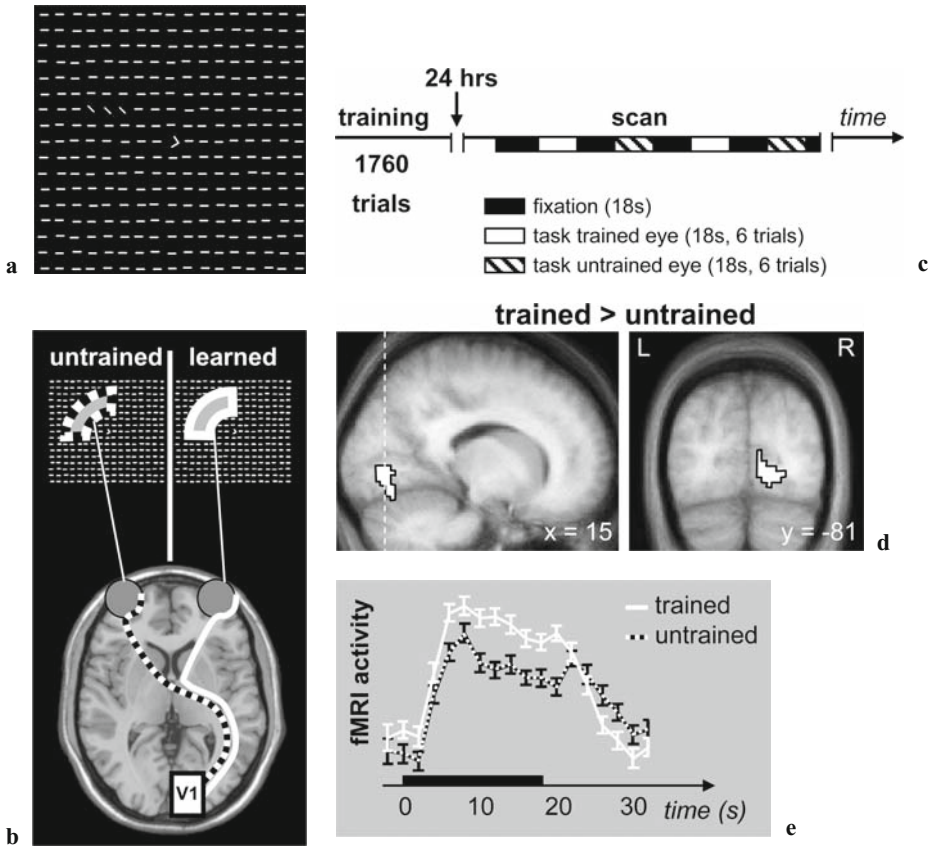 a
24 hrs
training
scan
time
1760
trials
fixation (18s)
task trained eye (18s, 6 trials)
task untrained eye (18s, 6 trials)
c
untrained
learned
V1
b
trained > untrained
L
R
x = 15
y = -81
d
fMRI activity
trained
untrained
0
10
20
30
time (s)
e